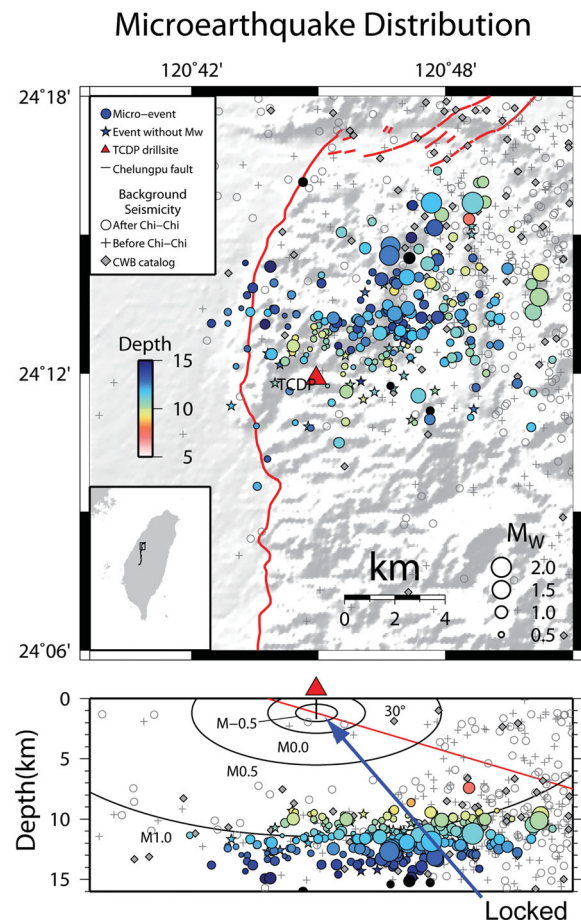 Microearthquake Distribution
120°42'
120°48'
24°18'
Micro-event
Event without Mw
TCDP drillsite
Chelungpu fault
Background
Seismicity
After Chi-Chi
Before Chi-Chi
CWB catalog
Depth
15
10
5
24°12'
TCDP
MW
2.0
1.5
1.0
0.5
km
0 2 4
24°06'
Depth(km)
0
5
10
15
M-0.5
M0.0
M0.5
M1.0
30°
Locked